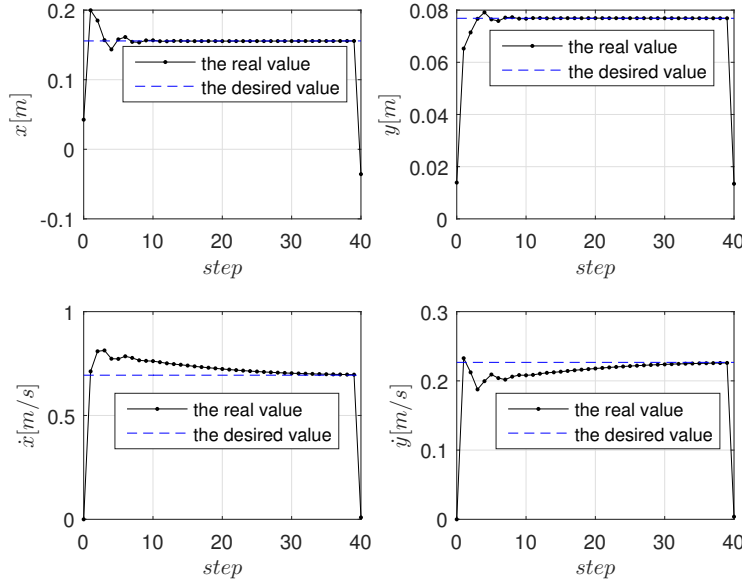 0.2
0.1
0
-0.1
x[m]
0 10 20 30 40
step
the real value
the desired value
0.08
0.06
0.04
0.02
0
y[m]
0 10 20 30 40
step
the real value
the desired value
1
0.5
0
ẋ[m/s]
0 10 20 30 40
step
the real value
the desired value
0.3
0.2
0.1
0
ẏ[m/s]
0 10 20 30 40
step
the real value
the desired value